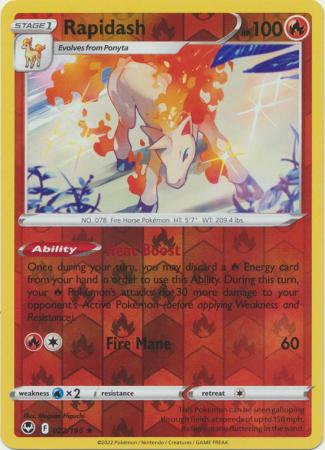 STAGE 1
Rapidash
HP 100
Evolves from Ponyta
NO. 078 Fire Horse Pokémon HT: 5'7" WT: 209.4 lbs.
Ability Heat Boost
Once during your turn, you may discard a Energy card
from your hand in order to use this Ability. During this turn,
your Pokémon's attacks do 30 more damage to your
opponent's Active Pokémon (before applying Weakness and
Resistance).
Fire Mane 60
weakness ×2 resistance retreat
Illus. Megumi Higuchi
F 022/195 ★
This Pokémon can be seen galloping
through fields at speeds of up to 150 mph,
its fiery mane fluttering in the wind.
©2022 Pokémon / Nintendo / Creatures / GAME FREAK